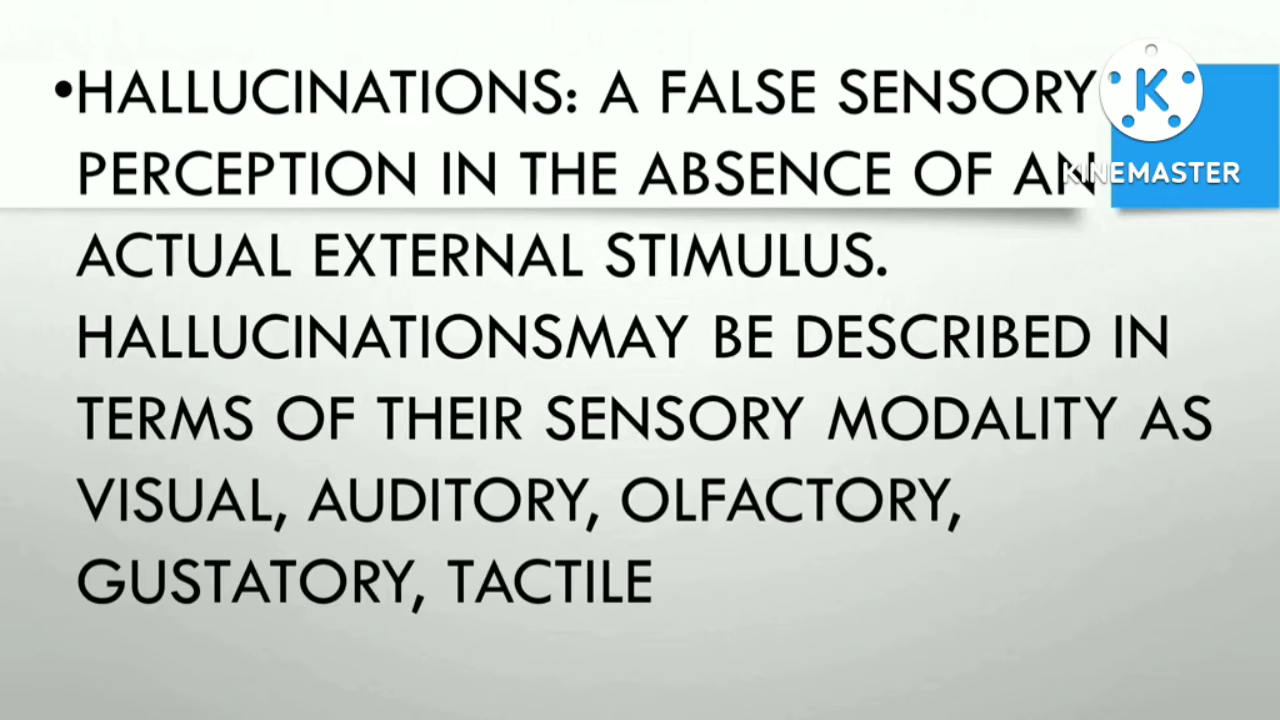 •HALLUCINATIONS: A FALSE SENSORY
PERCEPTION IN THE ABSENCE OF AN
ACTUAL EXTERNAL STIMULUS.
HALLUCINATIONSMAY BE DESCRIBED IN
TERMS OF THEIR SENSORY MODALITY AS
VISUAL, AUDITORY, OLFACTORY,
GUSTATORY, TACTILE
K
KINEMASTER